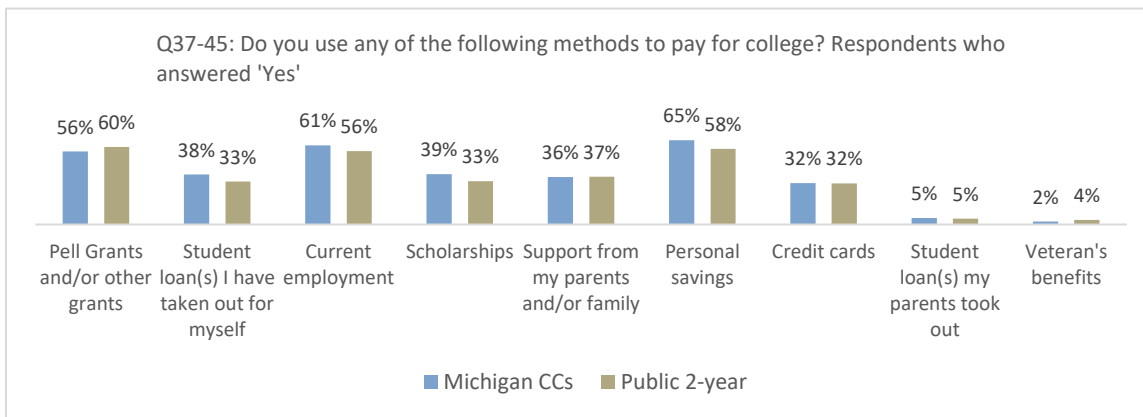 Q37-45: Do you use any of the following methods to pay for college? Respondents who
answered 'Yes'
56% 60% 38% 33% 61% 56% 39% 33% 36% 37% 65% 58% 32% 32% 5% 5% 2% 4%
Pell Grants
and/or other
grants
Student
loan(s) I have
taken out for
myself
Current
employment
Scholarships
Support from
my parents
and/or family
Personal
savings
Credit cards
Student
loan(s) my
parents took
out
Veteran's
benefits
Michigan CCs
Public 2-year